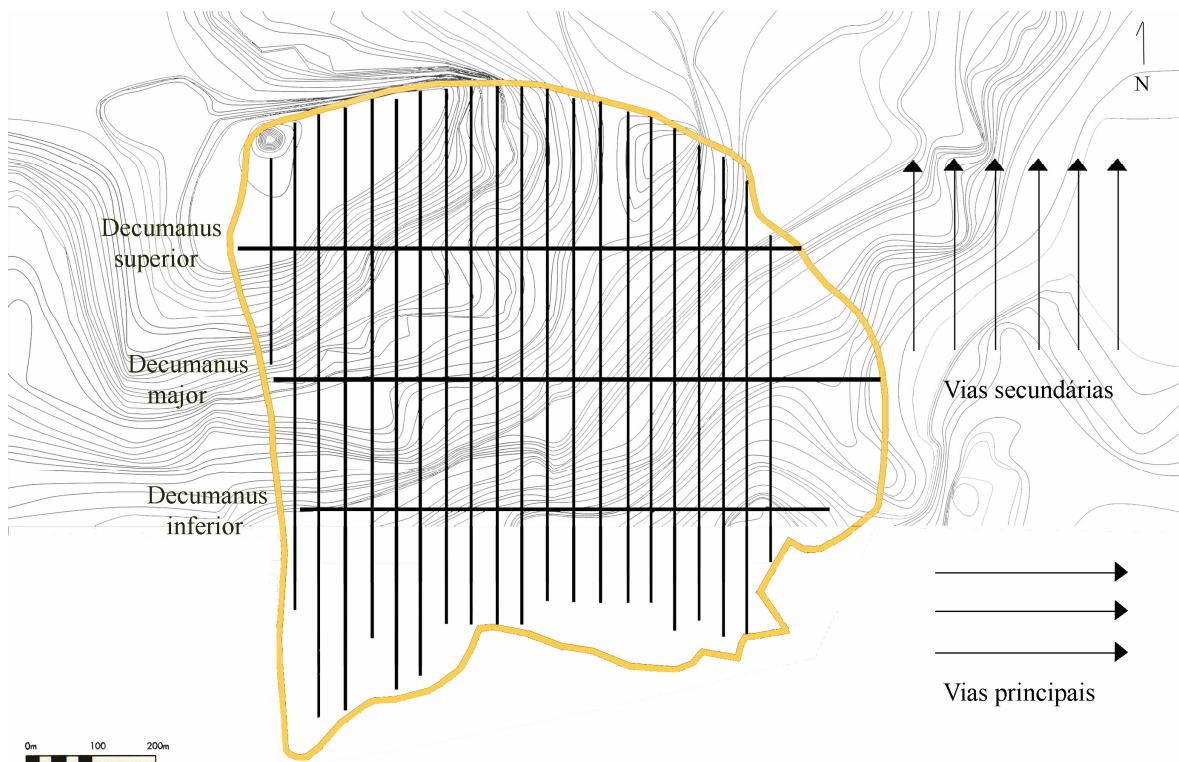 N
Decumanus
superior
Decumanus
major
Vias secundárias
Decumanus
inferior
Vias principais
0m 100 200m